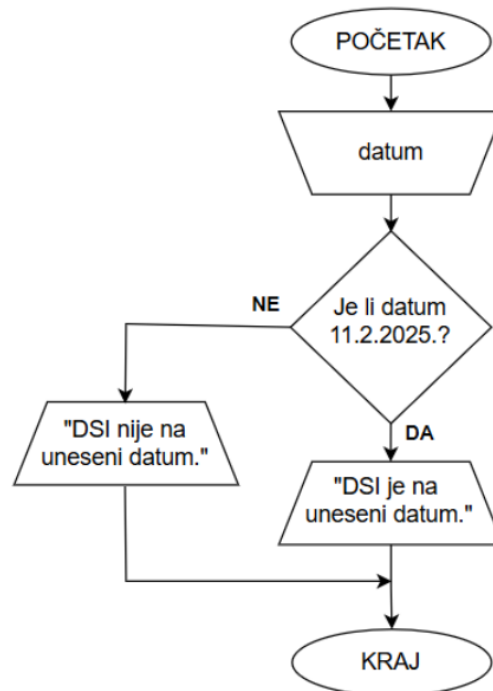 POČETAK
datum
Je li datum
11.2.2025.?
NE
DA
"DSI nije na
uneseni datum."
"DSI je na
uneseni datum."
KRAJ